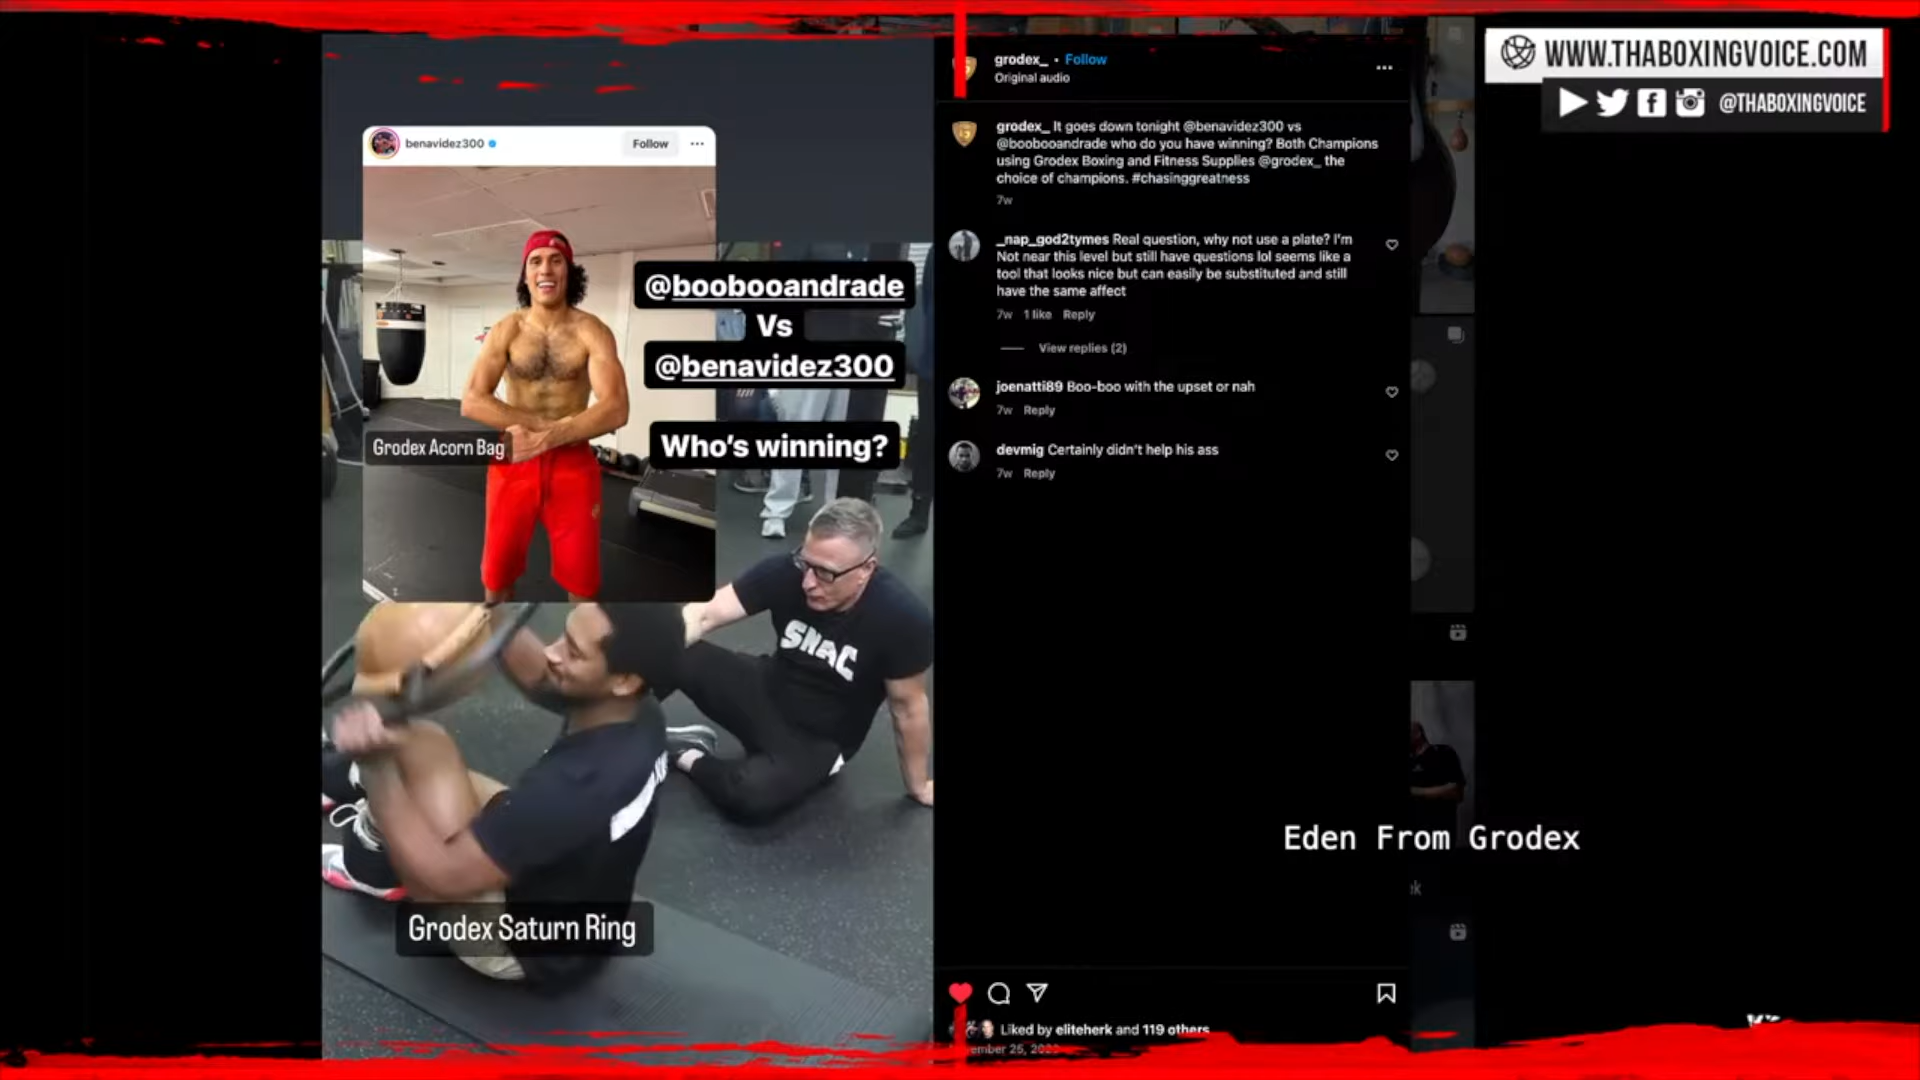 WWW.THABOXINGVOICE.COM
@THABOXINGVOICE
benavidez300
Follow
@boobooandrade
Vs
@benavidez300
Who's winning?
Grodex Acorn Bag
SNAC
Grodex Saturn Ring
grodex_ • Follow
Original audio
grodex_ It goes down tonight @benavidez300 vs
@boobooandrade who do you have winning? Both Champions
using Grodex Boxing and Fitness Supplies @grodex_ the
choice of champions. #chasinggreatness
7w
_nap_god2tymes Real question, why not use a plate? I'm
Not near this level but still have questions lol seems like a
tool that looks nice but can easily be substituted and still
have the same affect
7w 1 like Reply
View replies (2)
joenatti89 Boo-boo with the upset or nah
7w Reply
devmig Certainly didn't help his ass
7w Reply
Eden From Grodex
Liked by eliteherk and 119 others